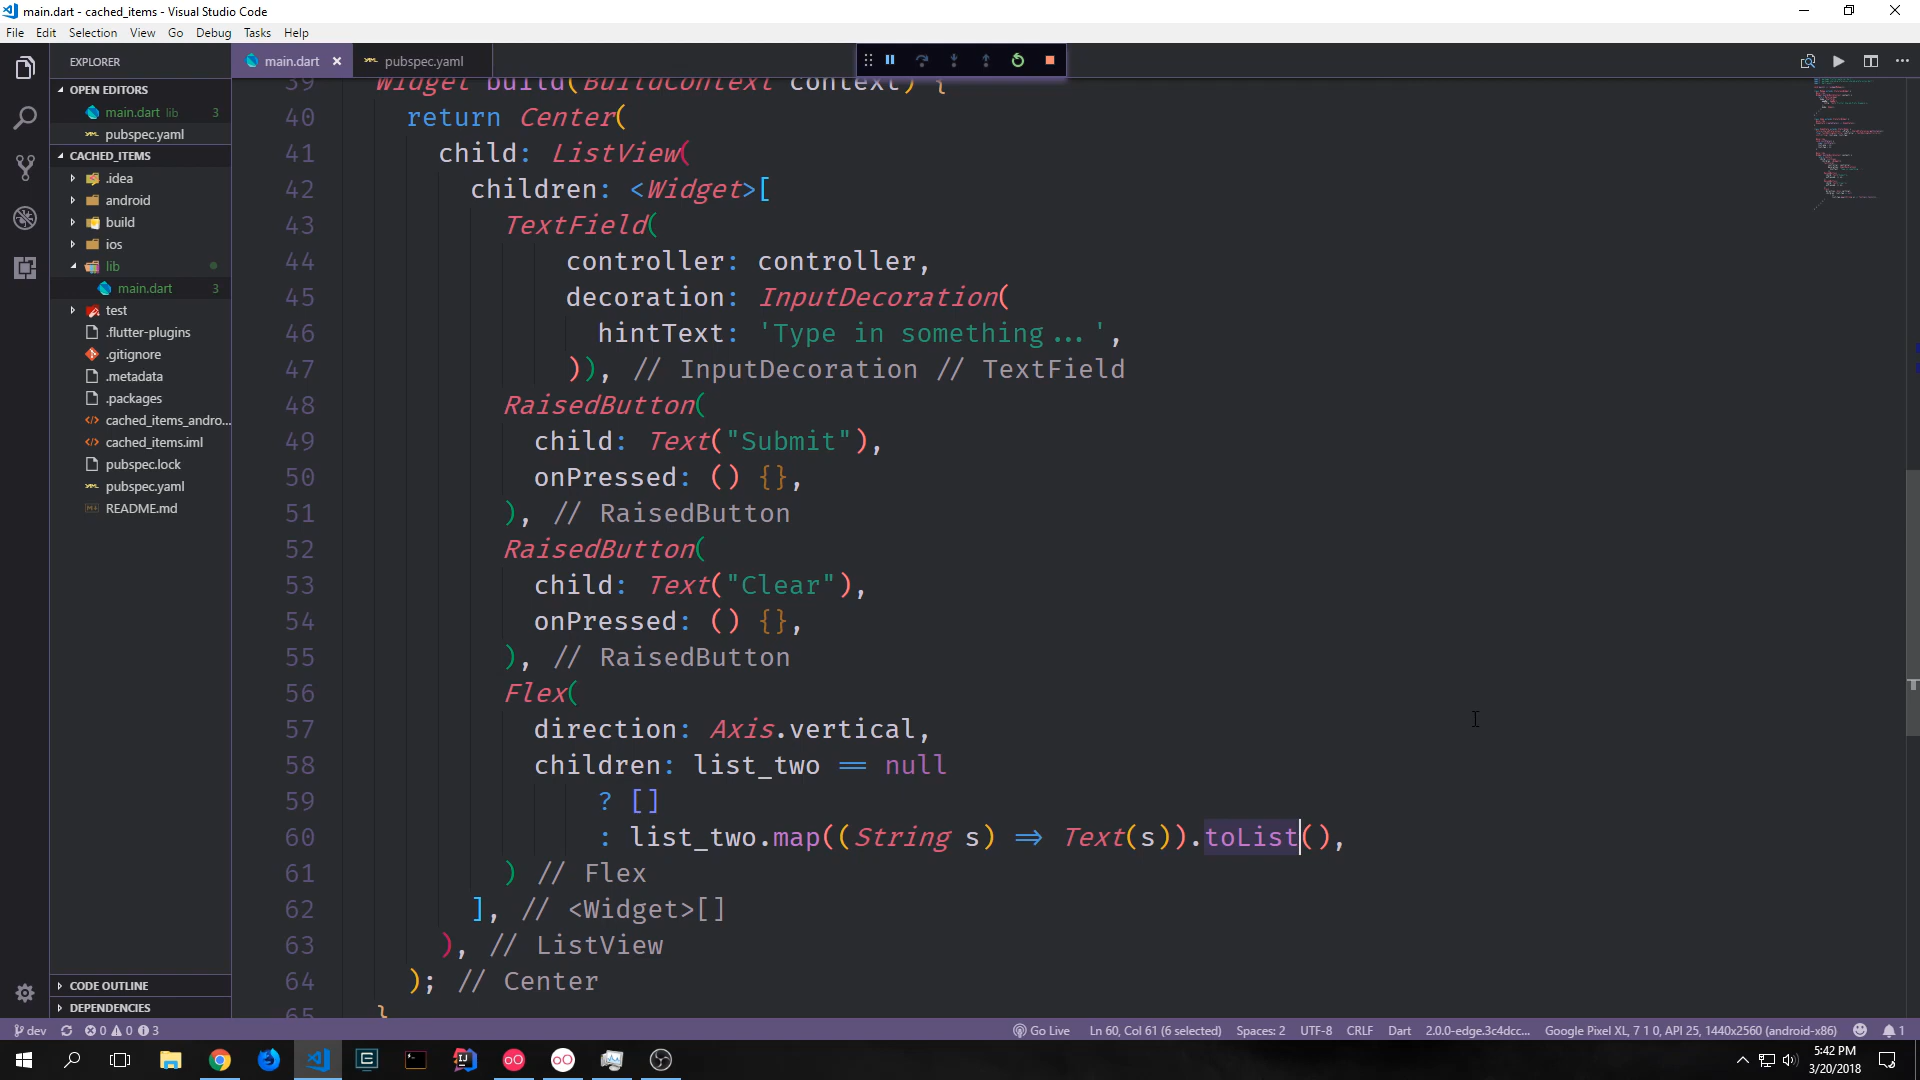 main.dart - cached_items - Visual Studio Code
File Edit Selection View Go Debug Tasks Help
EXPLORER
main.dart
pubspec.yaml
OPEN EDITORS
main.dart lib 3
pubspec.yaml
CACHED_ITEMS
.idea
android
build
ios
lib
main.dart 3
test
.flutter-plugins
.gitignore
.metadata
.packages
cached_items_andro...
cached_items.iml
pubspec.lock
pubspec.yaml
README.md
CODE OUTLINE
DEPENDENCIES
39 Widget build(BuildContext context) {
40 return Center(
41 child: ListView(
42 children: <Widget>[
43 TextField(
44 controller: controller,
45 decoration: InputDecoration(
46 hintText: 'Type in something...',
47 )), // InputDecoration // TextField
48 RaisedButton(
49 child: Text("Submit"),
50 onPressed: () {},
51 ), // RaisedButton
52 RaisedButton(
53 child: Text("Clear"),
54 onPressed: () {},
55 ), // RaisedButton
56 Flex(
57 direction: Axis.vertical,
58 children: list_two == null
59 ? []
60 : list_two.map((String s) => Text(s)).toList(),
61 ) // Flex
62 ], // <Widget>[]
63 ), // ListView
64 ); // Center
65 }
dev 0 0 3 Go Live Ln 60, Col 61 (6 selected) Spaces: 2 UTF-8 CRLF Dart 2.0.0-edge.3c4dcc... Google Pixel XL, 7 1 0, API 25, 1440x2560 (android-x86) 1
5:42 PM
3/20/2018